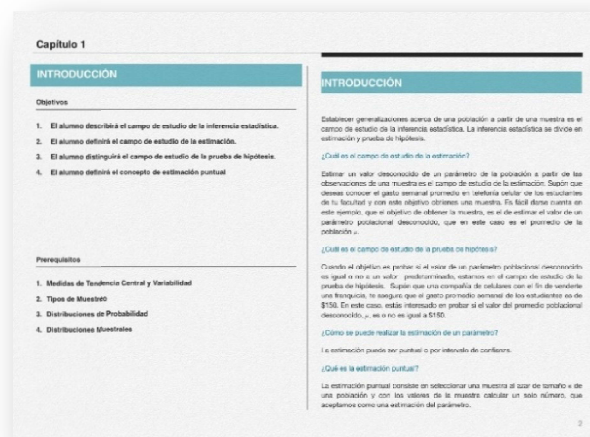 Capítulo 1
INTRODUCCIÓN
Objetivos
1. El alumno describirá el campo de estudio de la inferencia estadística.
2. El alumno definirá el campo de estudio de la estimación.
3. El alumno distinguirá el campo de estudio de la prueba de hipótesis.
4. El alumno definirá el concepto de estimación puntual
Prerequisitos
1. Medidas de Tendencia Central y Variabilidad
2. Tipos de Muestreo
3. Distribuciones de Probabilidad
4. Distribuciones Muestrales
INTRODUCCIÓN
Establecer generalizaciones acerca de una población a partir de una muestra es el
campo de estudio de la inferencia estadística. La inferencia estadística se divide en
estimación y prueba de hipótesis.
¿Cuál es el campo de estudio de la estimación?
Estimar un valor desconocido de un parámetro de la población a partir de las
observaciones de una muestra es el campo de estudio de la estimación. Supón que
deseas conocer el gasto semanal promedio en telefonía celular de los estudiantes
de tu facultad y con este objetivo obtienes una muestra. Es fácil darse cuenta en
este ejemplo, que el objetivo de obtener la muestra, es el de estimar el valor de un
parámetro poblacional desconocido, que en este caso es el promedio de la
población μ.
¿Cuál es el campo de estudio de la prueba de hipótesis?
Cuando el objetivo es probar si el valor de un parámetro poblacional desconocido
es igual o no a un valor predeterminado, estamos en el campo de estudio de la
prueba de hipótesis. Supón que una compañía de celulares con el fin de venderte
una franquicia, te asegura que el gasto promedio semanal de los estudiantes es de
$150. En este caso, estás interesado en probar si el valor del promedio poblacional
desconocido, μ, es o no es igual a $150.
¿Cómo se puede realizar la estimación de un parámetro?
La estimación puede ser puntual o por intervalo de confianza.
¿Qué es la estimación puntual?
La estimación puntual consiste en seleccionar una muestra al azar de tamaño n de
una población y con los valores de la muestra calcular un solo número, que
aceptamos como una estimación del parámetro.
2